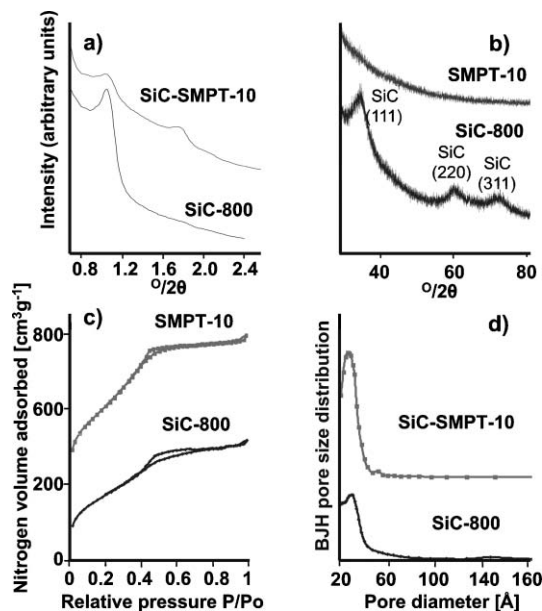 a)
SiC-SMPT-10
SiC-800
Intensity (arbitrary units)
0.8 1.2 1.6 2.0 2.4
O/2θ
b)
SMPT-10
SiC
(111)
SiC-800
SiC
(220)
SiC
(311)
40 60 80
O/2θ
c)
SMPT-10
SiC-800
Nitrogen volume adsorbed [cm3g-1]
800
600
200
0
0 0.2 0.4 0.6 0.8 1
Relative pressure P/Po
d)
SiC-SMPT-10
SiC-800
BJH pore size distribution
20 40 60 80 100 120 140 160
Pore diameter [Å]